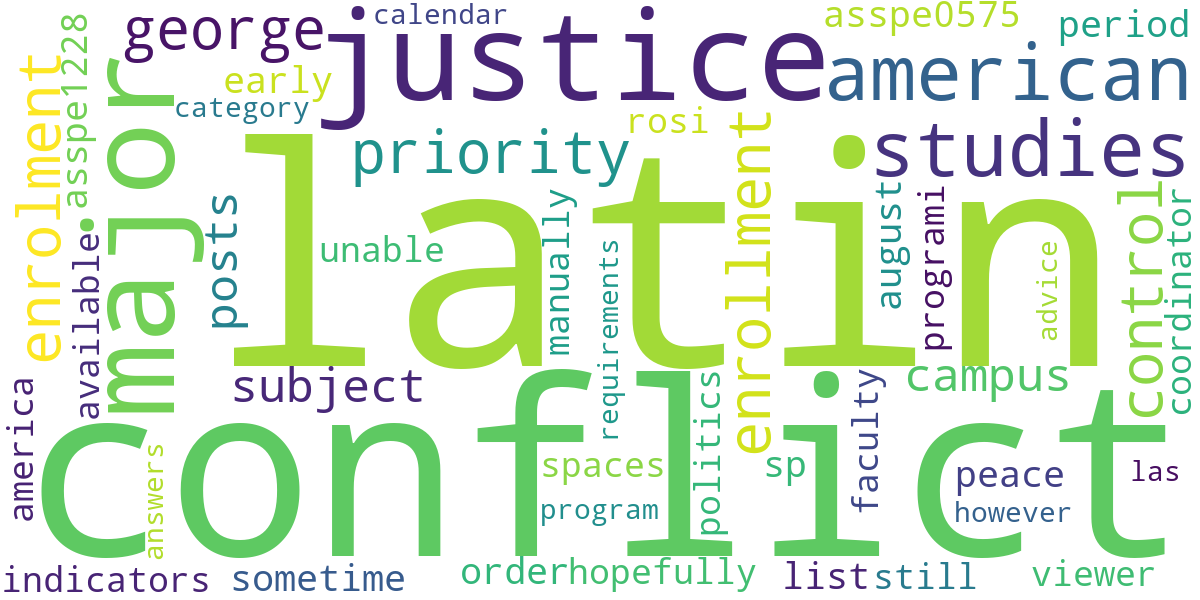 calendar
asspe0575
period
george
justice
american
early
category
rosi
asspe1228
enrolment
major
priority
studies
enrollment
latin
posts
unable
manually
requirements
august
programi
advice
control
coordinator
available
subject
campus
america
conflict
answers
spaces
politics
sp
faculty
peace
las
program
however
indicators
sometime
order
hopefully
list
still
viewer